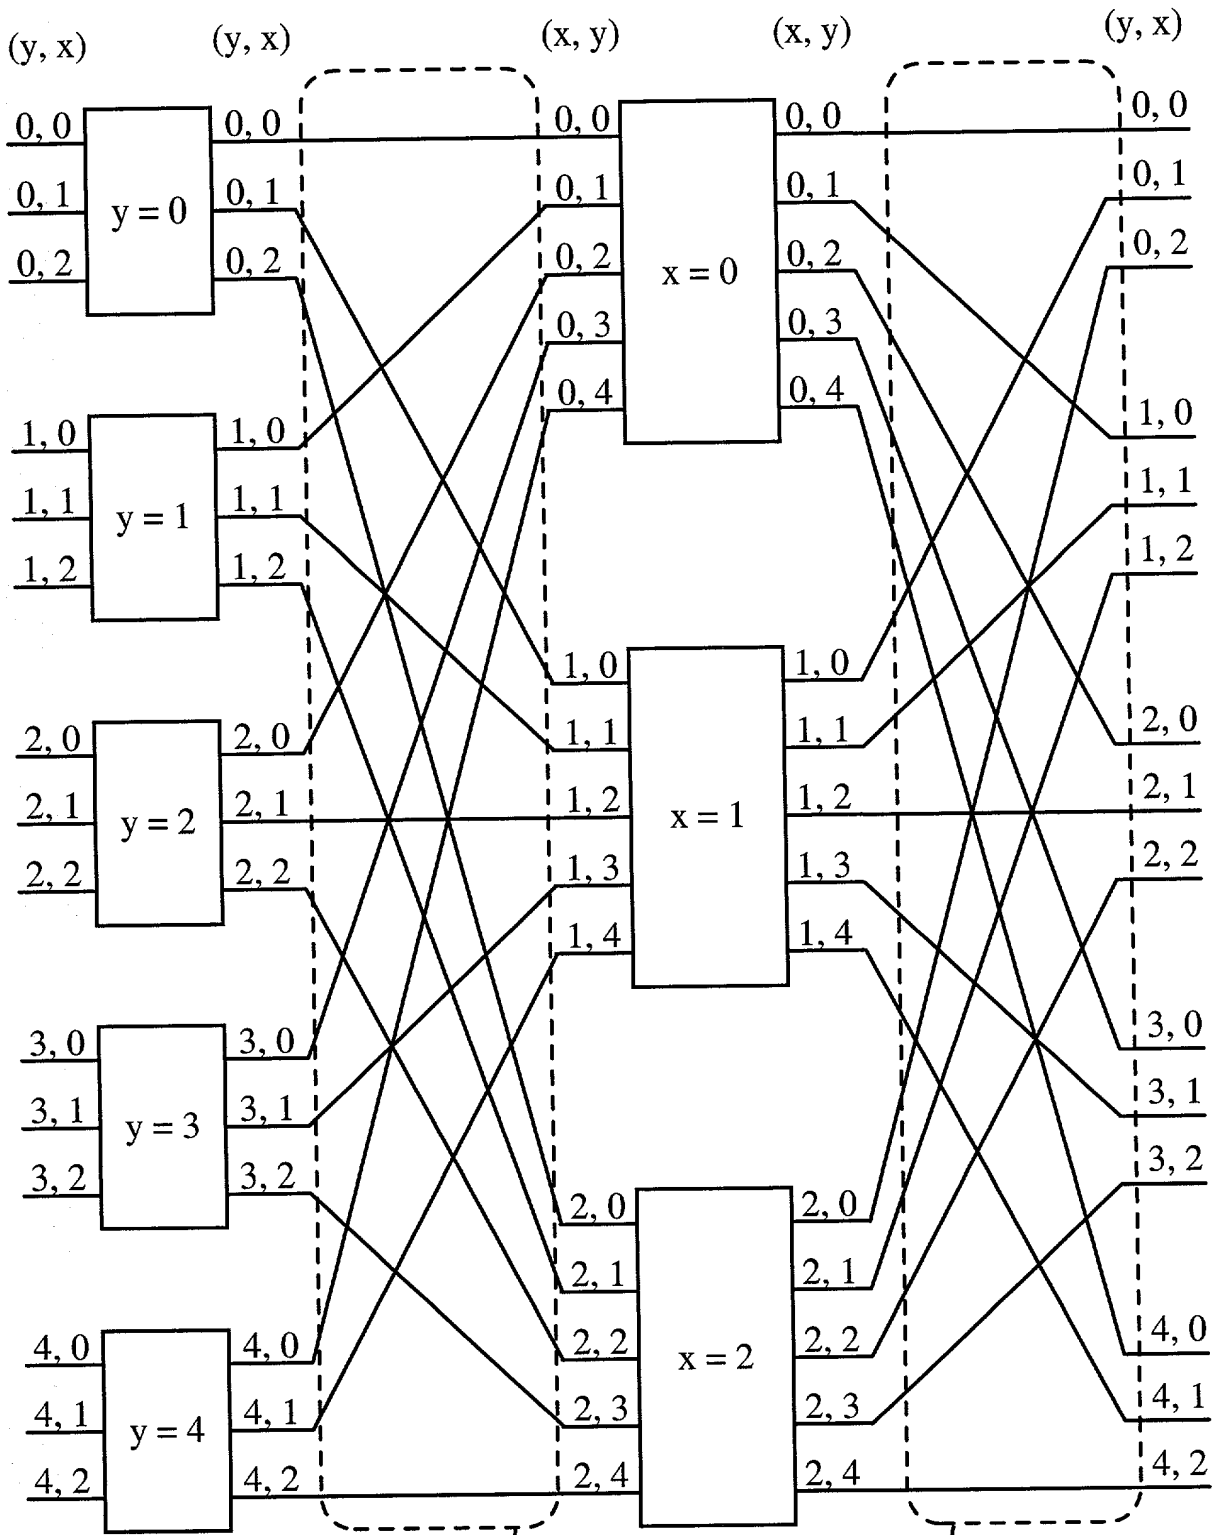 (y, x) (y, x) (x, y) (x, y) (y, x)
0, 0 0, 0 0, 0 0, 0 0, 0
0, 1 y = 0 0, 1 0, 1 0, 1 0, 1
0, 2 0, 2 0, 2 x = 0 0, 2 0, 2
0, 3 0, 3
1, 0 1, 0 0, 4 0, 4 1, 0
1, 1 y = 1 1, 1 1, 1
1, 2 1, 2 1, 2
2, 0 2, 0 1, 0 1, 0 2, 0
2, 1 y = 2 2, 1 1, 1 1, 1 2, 1
2, 2 2, 2 1, 2 x = 1 1, 2 2, 2
1, 3 1, 3
1, 4 1, 4
3, 0 3, 0 3, 0
3, 1 y = 3 3, 1 3, 1
3, 2 3, 2 2, 0 2, 0 3, 2
2, 1 2, 1
4, 0 4, 0 2, 2 x = 2 2, 2 4, 0
4, 1 y = 4 4, 1 2, 3 2, 3 4, 1
4, 2 4, 2 2, 4 2, 4 4, 2